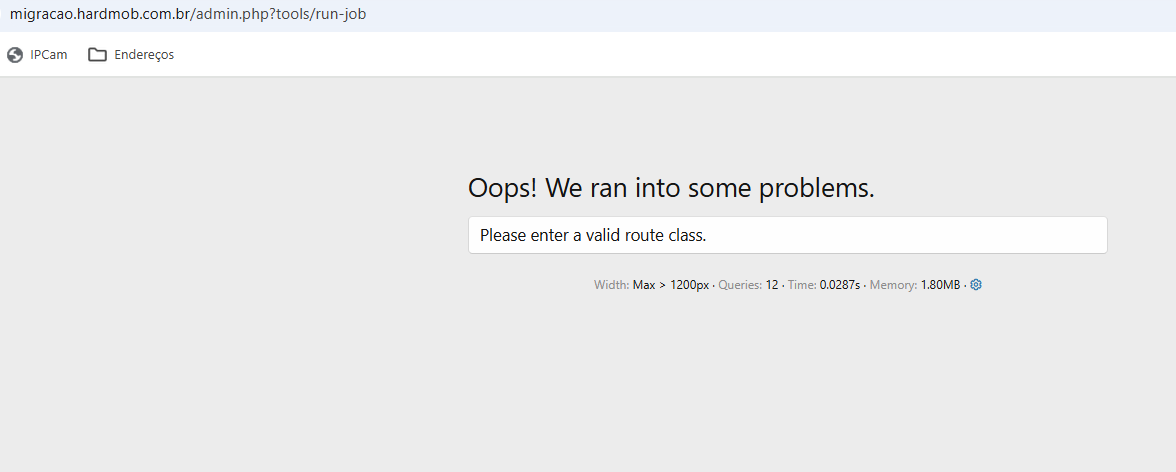 migracao.hardmob.com.br/admin.php?tools/run-job
IPCam Endereços
Oops! We ran into some problems.
Please enter a valid route class.
Width: Max > 1200px · Queries: 12 · Time: 0.0287s · Memory: 1.80MB ·